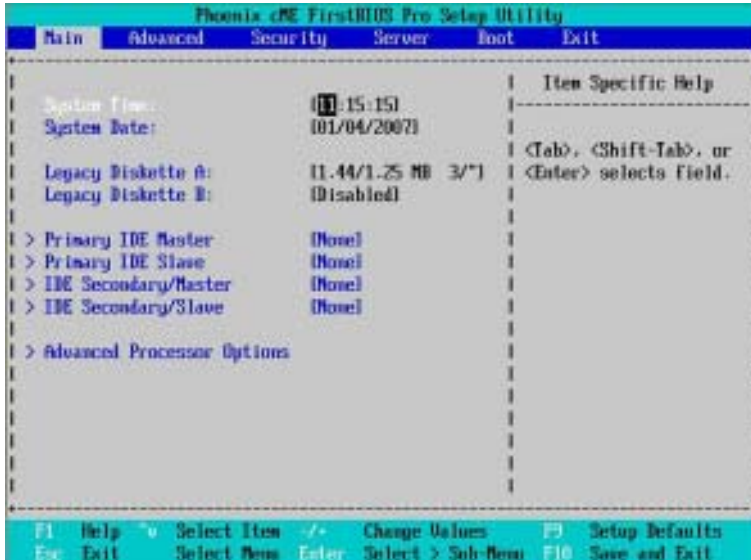 Phoenix cME FirstBIOS Pro Setup Utility
Main Advanced Security Server Boot Exit
Item Specific Help
System Time: [11:15:15]
System Date: [01/04/2007]
<Tab>, <Shift-Tab>, or
Legacy Diskette A: [1.44/1.25 MB 3/"] <Enter> selects field.
Legacy Diskette B: [Disabled]
> Primary IDE Master [None]
> Primary IDE Slave [None]
> IDE Secondary/Master [None]
> IDE Secondary/Slave [None]
> Advanced Processor Options
F1 Help ^v Select Item -/+ Change Values F9 Setup Defaults
Esc Exit Select Menu Enter Select > Sub-Menu F10 Save and Exit